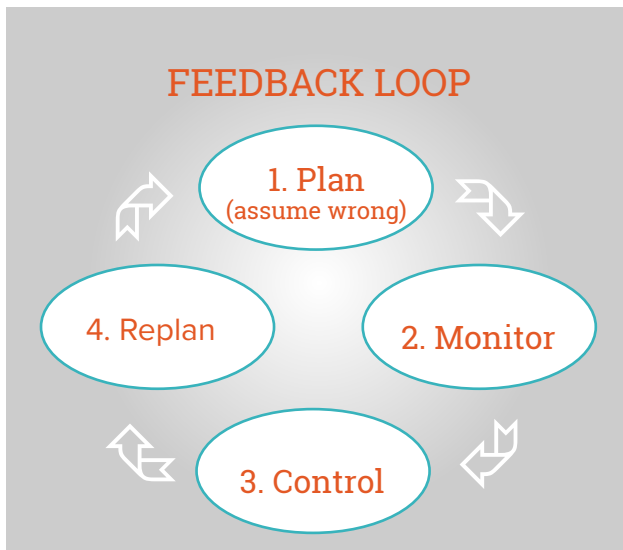 FEEDBACK LOOP
1. Plan
(assume wrong)
2. Monitor
3. Control
4. Replan